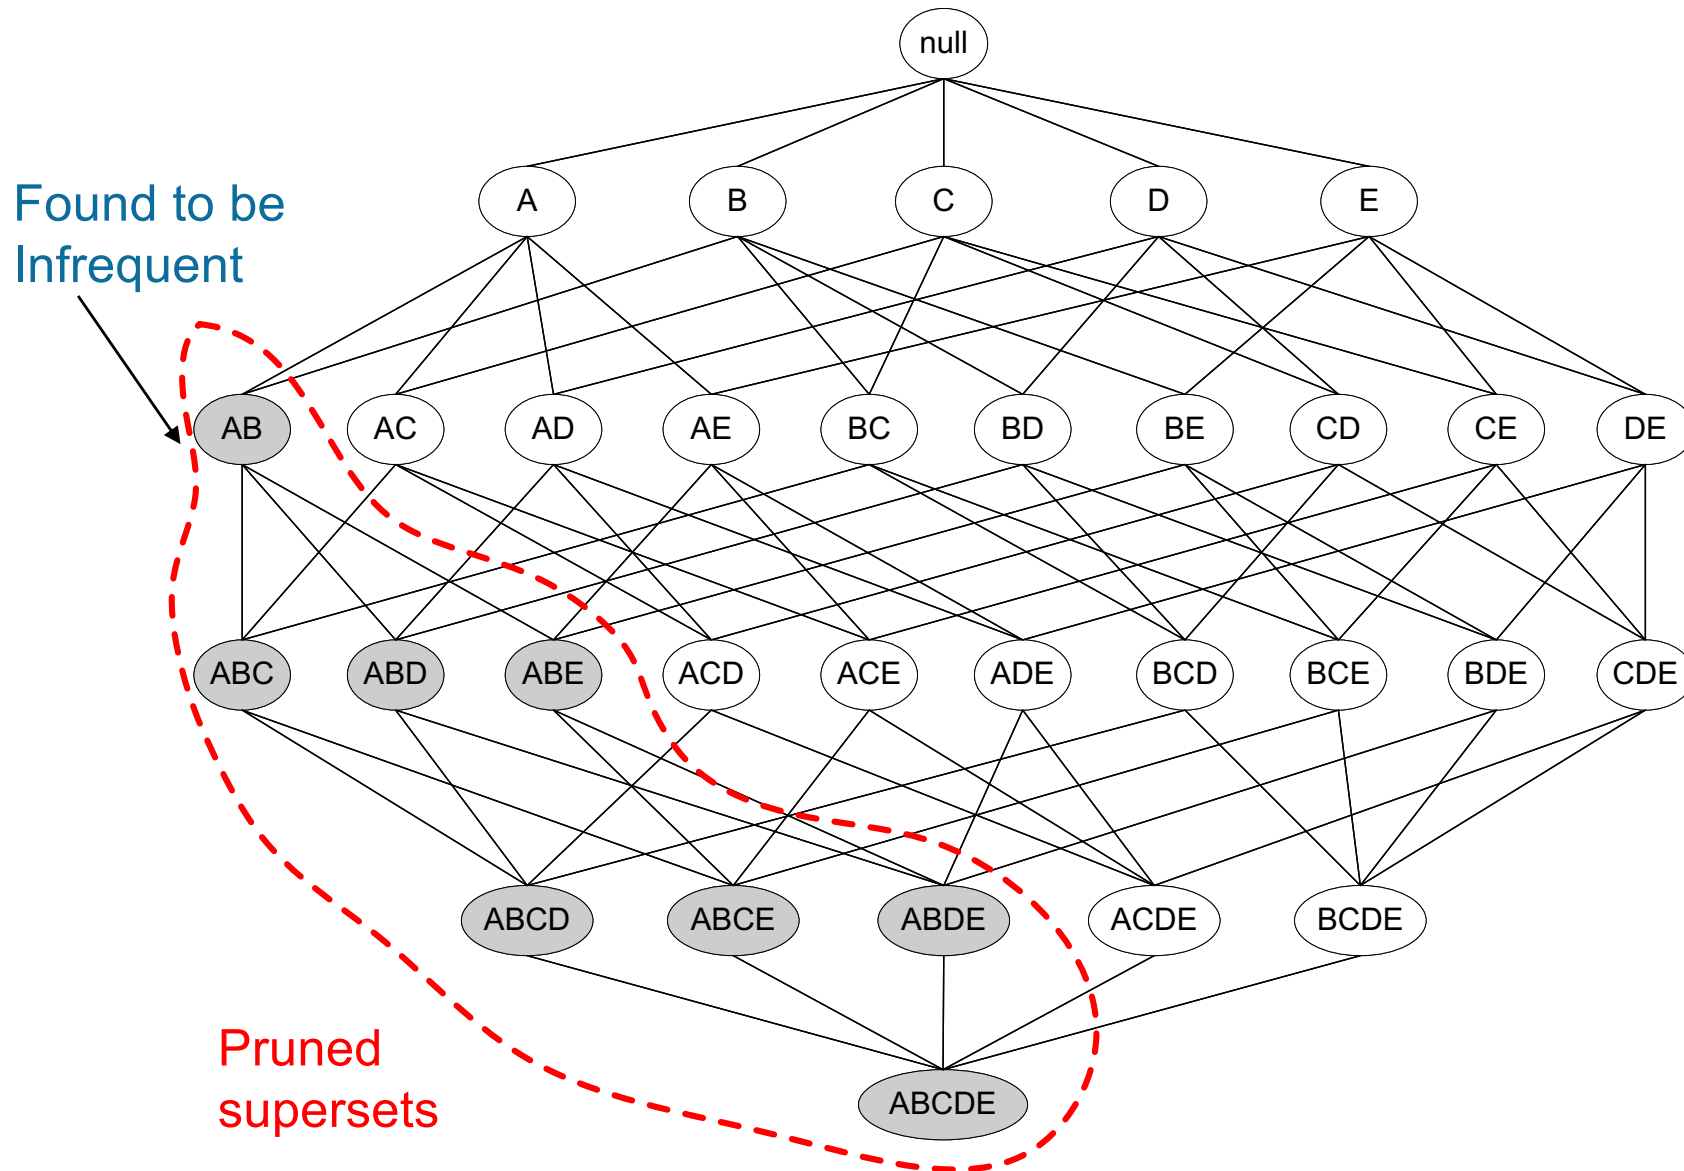 null
A B C D E
Found to be
Infrequent
AB AC AD AE BC BD BE CD CE DE
ABC ABD ABE ACD ACE ADE BCD BCE BDE CDE
ABCD ABCE ABDE ACDE BCDE
Pruned
supersets
ABCDE